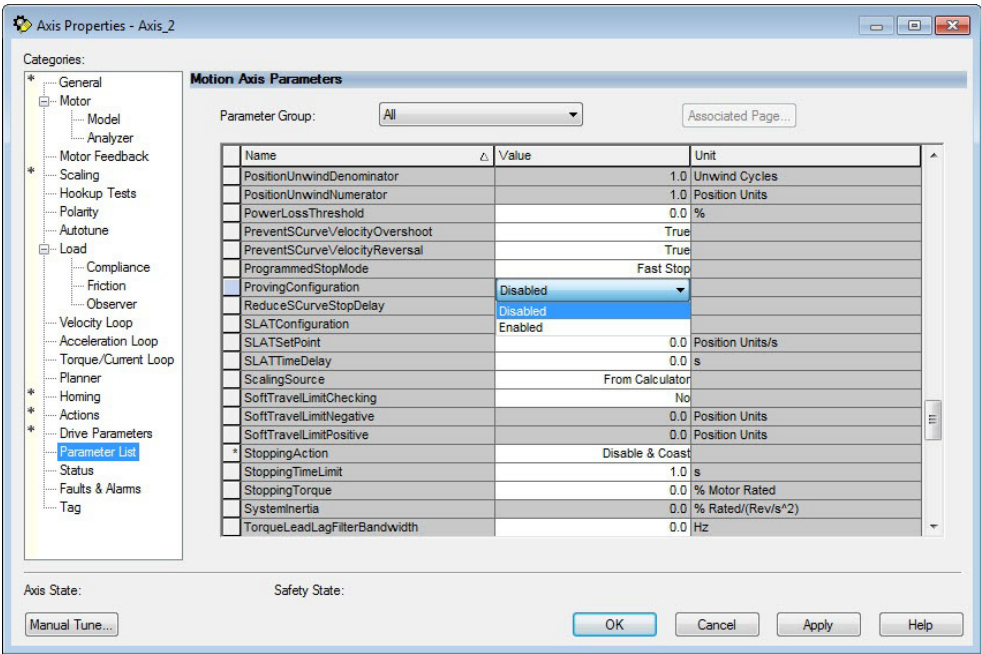 Axis Properties - Axis_2
Categories:
* General
Motor
Model
Analyzer
Motor Feedback
* Scaling
Hookup Tests
Polarity
Autotune
Load
Compliance
Friction
Observer
Velocity Loop
Acceleration Loop
Torque/Current Loop
Planner
* Homing
* Actions
* Drive Parameters
Parameter List
Status
Faults & Alarms
Tag
Motion Axis Parameters
Parameter Group: All Associated Page...
Name Value Unit
PositionUnwindDenominator 1.0 Unwind Cycles
PositionUnwindNumerator 1.0 Position Units
PowerLossThreshold 0.0 %
PreventSCurveVelocityOvershoot True
PreventSCurveVelocityReversal True
ProgrammedStopMode Fast Stop
ProvingConfiguration Disabled
ReduceSCurveStopDelay Disabled
SLATConfiguration Enabled
SLATSetPoint 0.0 Position Units/s
SLATTimeDelay 0.0 s
ScalingSource From Calculator
SoftTravelLimitChecking No
SoftTravelLimitNegative 0.0 Position Units
SoftTravelLimitPositive 0.0 Position Units
* StoppingAction Disable & Coast
StoppingTimeLimit 1.0 s
StoppingTorque 0.0 % Motor Rated
SystemInertia 0.0 % Rated/(Rev/s^2)
TorqueLeadLagFilterBandwidth 0.0 Hz
Axis State: Safety State:
Manual Tune... OK Cancel Apply Help